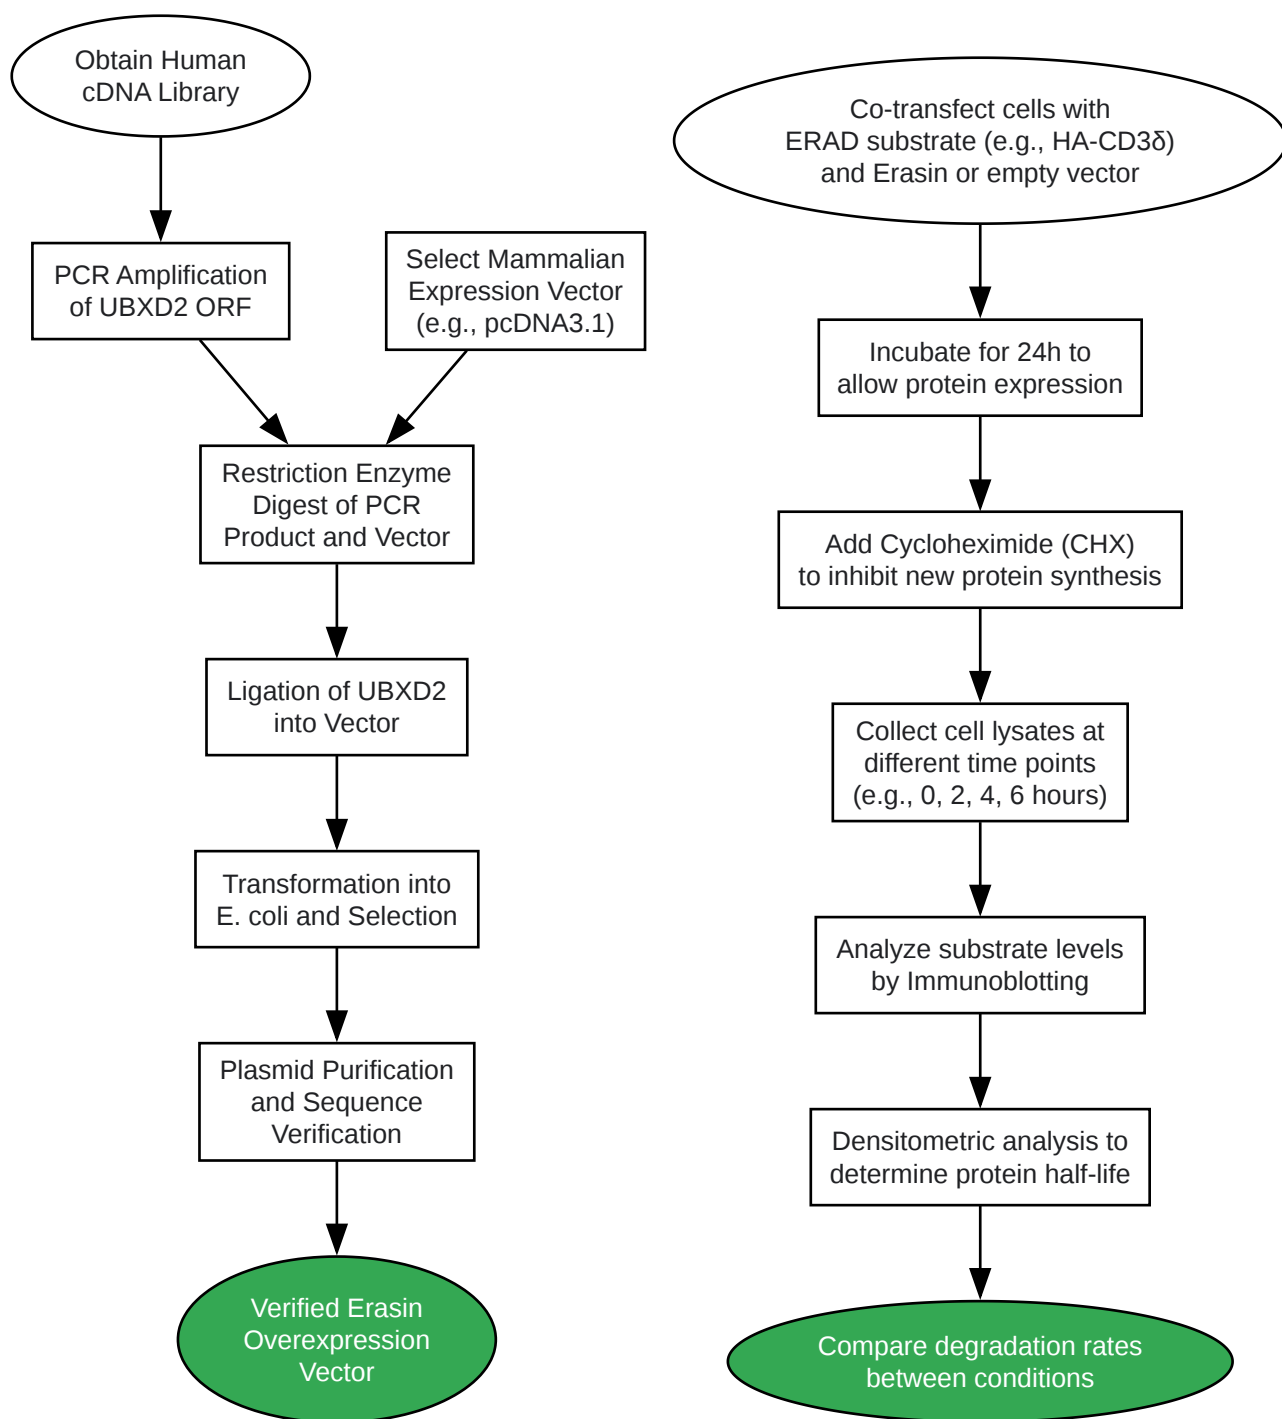 Obtain Human
cDNA Library
PCR Amplification
of UBXD2 ORF
Select Mammalian
Expression Vector
(e.g., pcDNA3.1)
Restriction Enzyme
Digest of PCR
Product and Vector
Ligation of UBXD2
into Vector
Transformation into
E. coli and Selection
Plasmid Purification
and Sequence
Verification
Verified Erasin
Overexpression
Vector
Co-transfect cells with
ERAD substrate (e.g., HA-CD3δ)
and Erasin or empty vector
Incubate for 24h to
allow protein expression
Add Cycloheximide (CHX)
to inhibit new protein synthesis
Collect cell lysates at
different time points
(e.g., 0, 2, 4, 6 hours)
Analyze substrate levels
by Immunoblotting
Densitometric analysis to
determine protein half-life
Compare degradation rates
between conditions